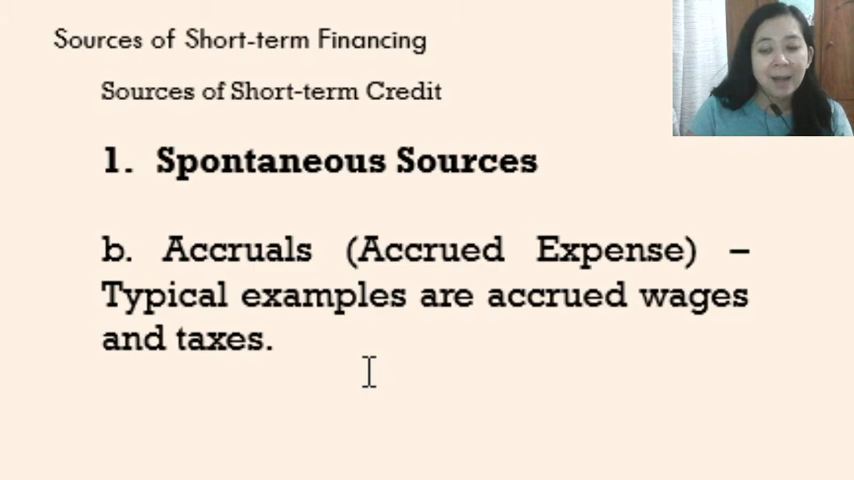 Sources of Short-term Financing
Sources of Short-term Credit
1. Spontaneous Sources
b. Accruals (Accrued Expense) –
Typical examples are accrued wages
and taxes.